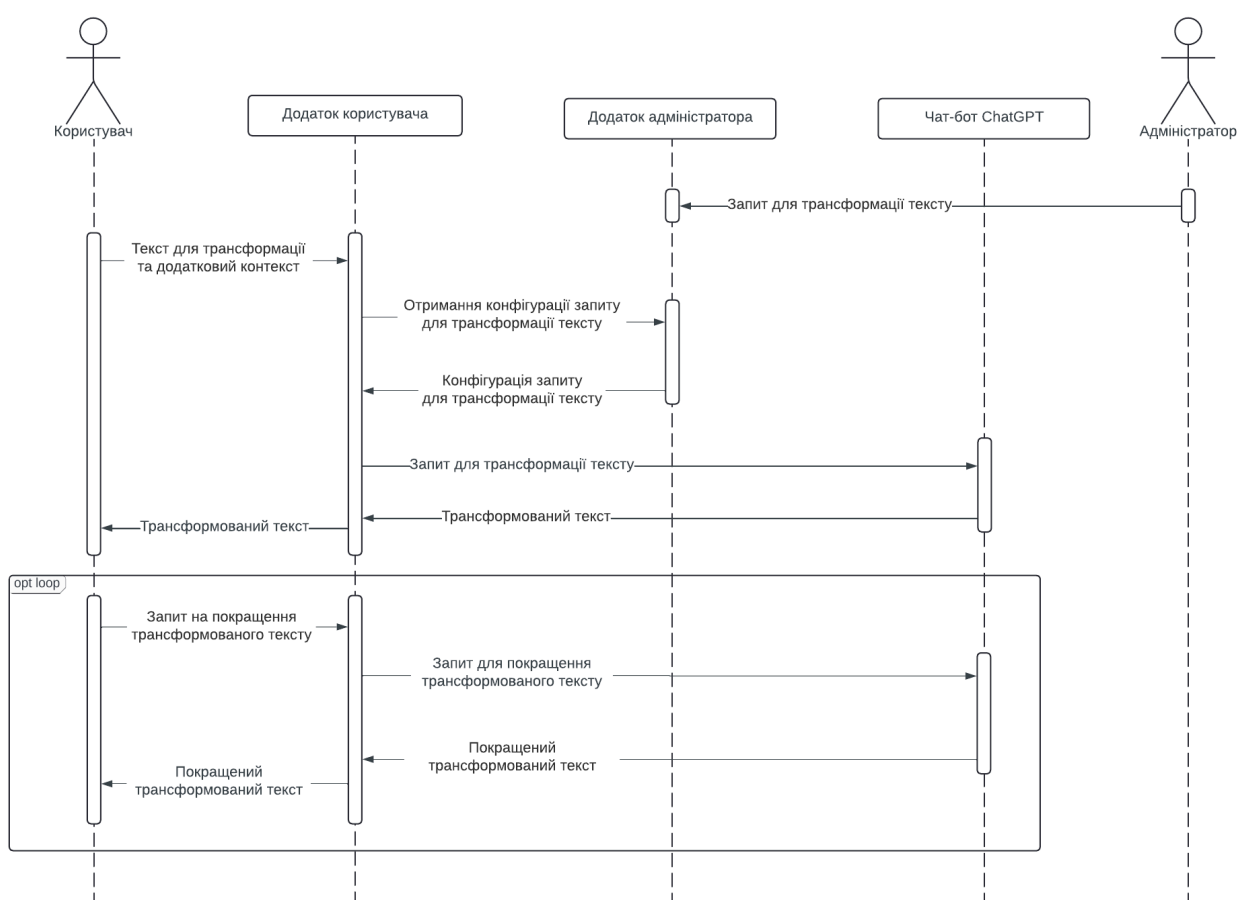 Користувач
Додаток користувача
Додаток адміністратора
Чат-бот ChatGPT
Адміністратор
Запит для трансформації тексту
Текст для трансформації
та додатковий контекст
Отримання конфігурації запиту
для трансформації тексту
Конфігурація запиту
для трансформації тексту
Запит для трансформації тексту
Трансформований текст
Трансформований текст
opt loop
Запит на покращення
трансформованого тексту
Запит для покращення
трансформованого тексту
Покращений
трансформований текст
Покращений
трансформований текст